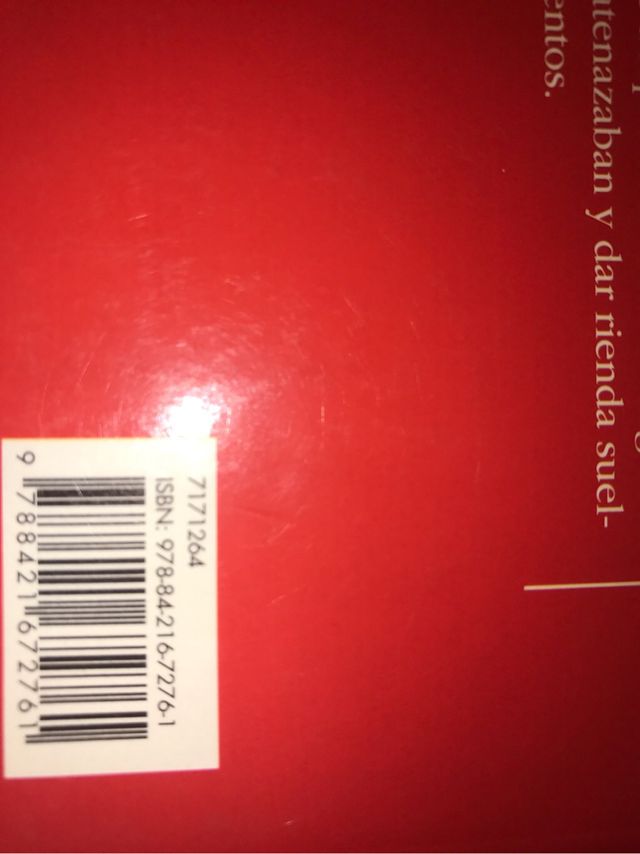 atenazaban y dar rienda suel-
entos.
7171264
ISBN: 978-84-216-7276-1
9 788421 672761